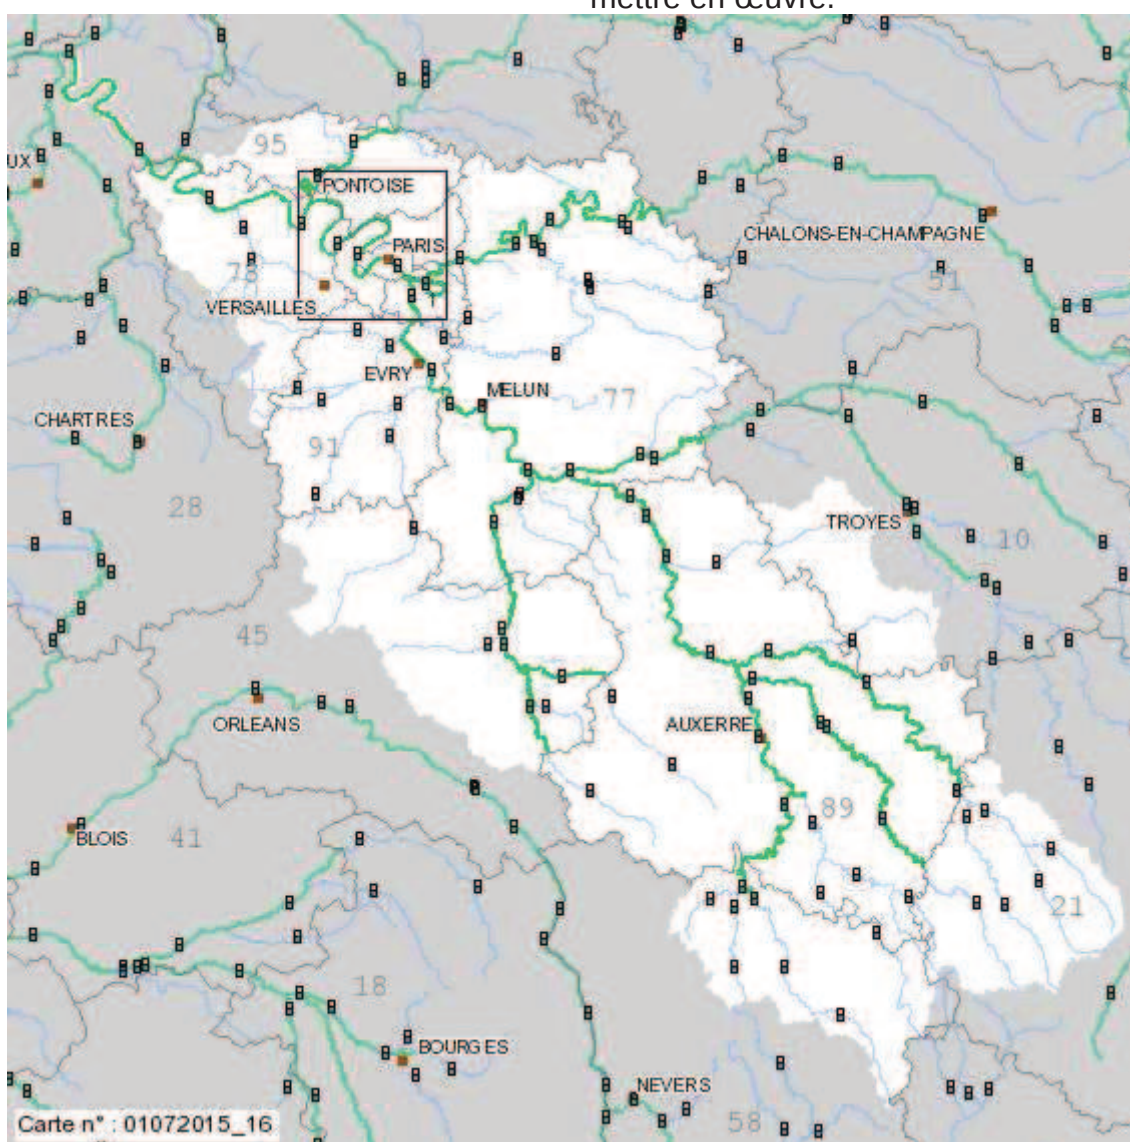 mettre en œuvre.
95
UX
PONTOISE
PARIS
CHALONS-EN-CHAMPAGNE
78
51
VERSAILLES
EVRY
MELUN
77
CHARTRES
91
28
TROYES
10
45
ORLEANS
AUXERRE
89
BLOIS
41
21
18
BOURGES
NEVERS
58
Carte n° : 01072015_16